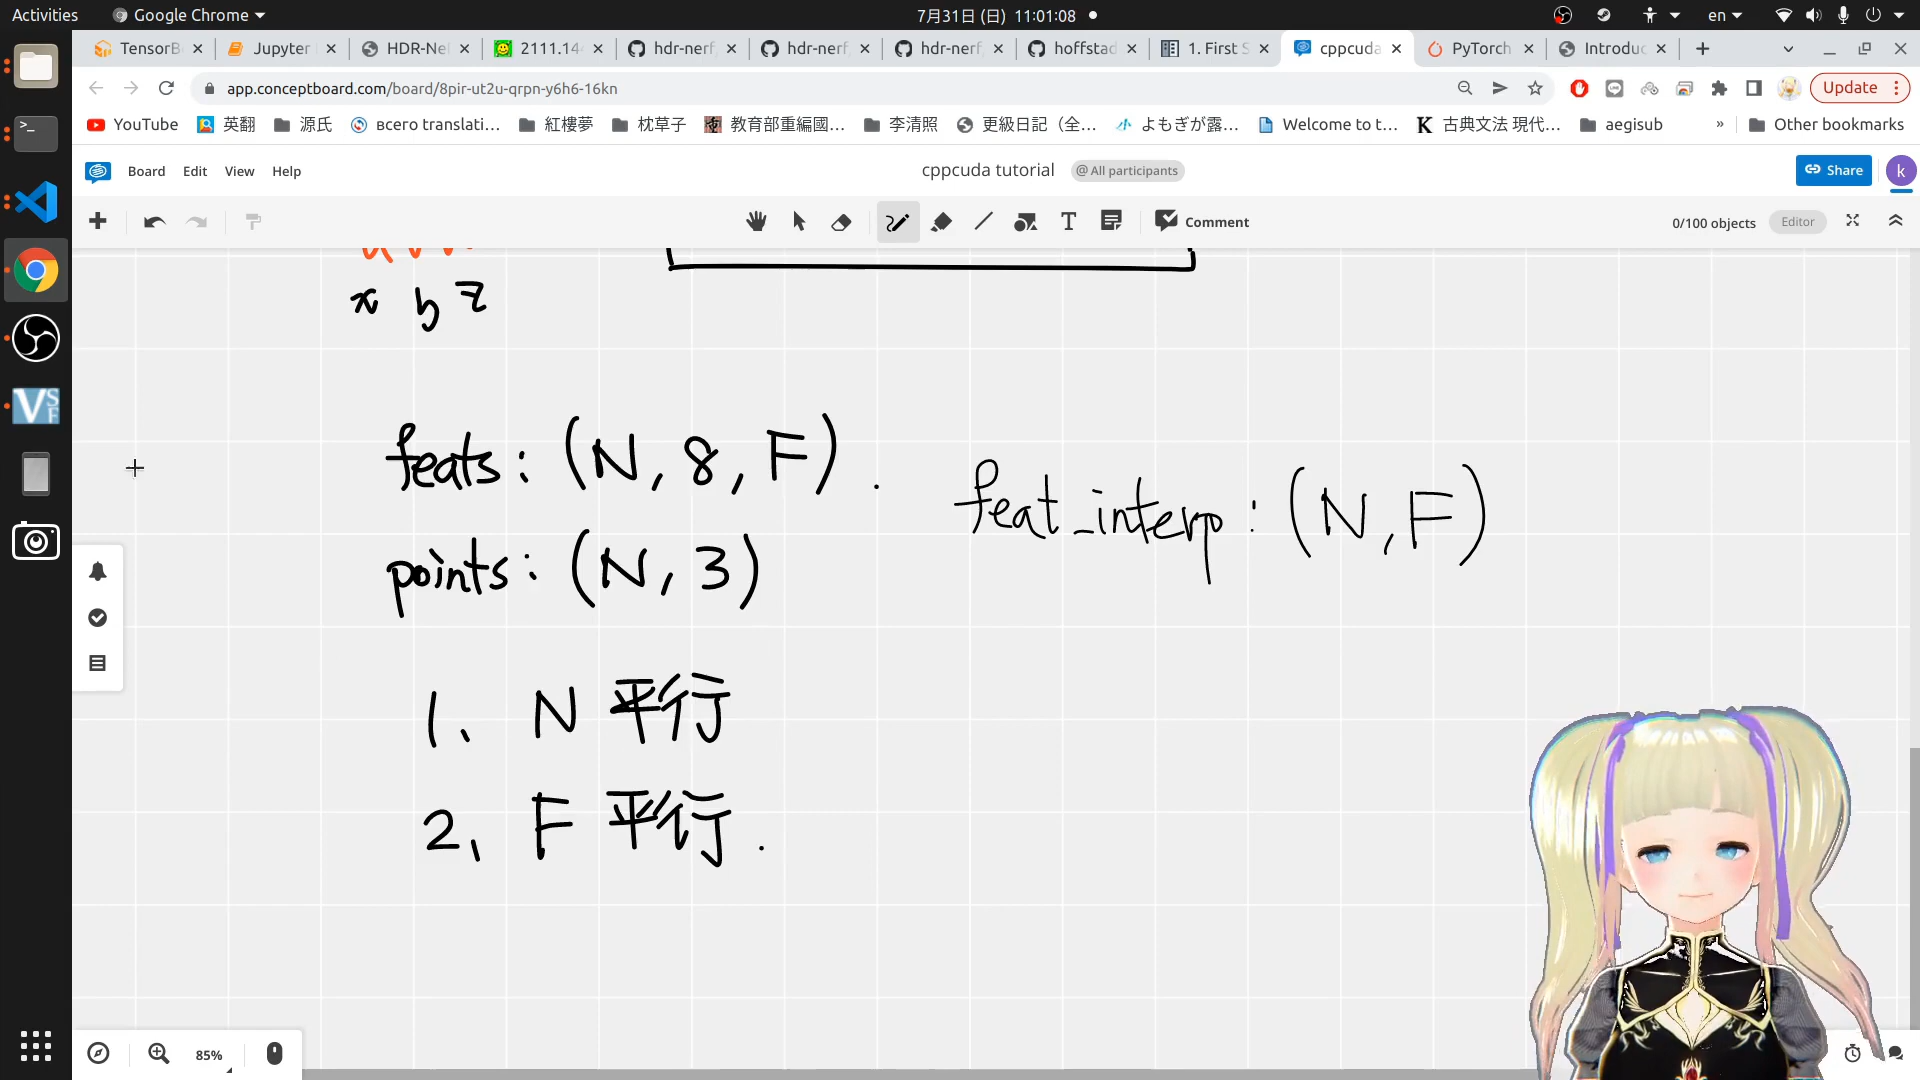 Activities Google Chrome 7月31日 (日) 11:01:08 en
TensorB Jupyter HDR-Ne 2111.14 hdr-nerf hdr-nerf hdr-nerf hoffstad 1. First S cppcuda PyTorch Introduc
app.conceptboard.com/board/8pir-ut2u-qrpn-y6h6-16kn Update
YouTube 英翻 源氏 всего translati... 紅樓夢 枕草子 教育部重編國... 李清照 更級日記（全... よもぎが露... Welcome to t... 古典文法 現代... aegisub » Other bookmarks
Board Edit View Help cppcuda tutorial @ All participants Share k
T Comment 0/100 objects Editor
x y z
feats : (N, 8, F) .
feat_interp : (N, F)
points : (N, 3)
1、 N 平行
2、 F 平行 .
85%